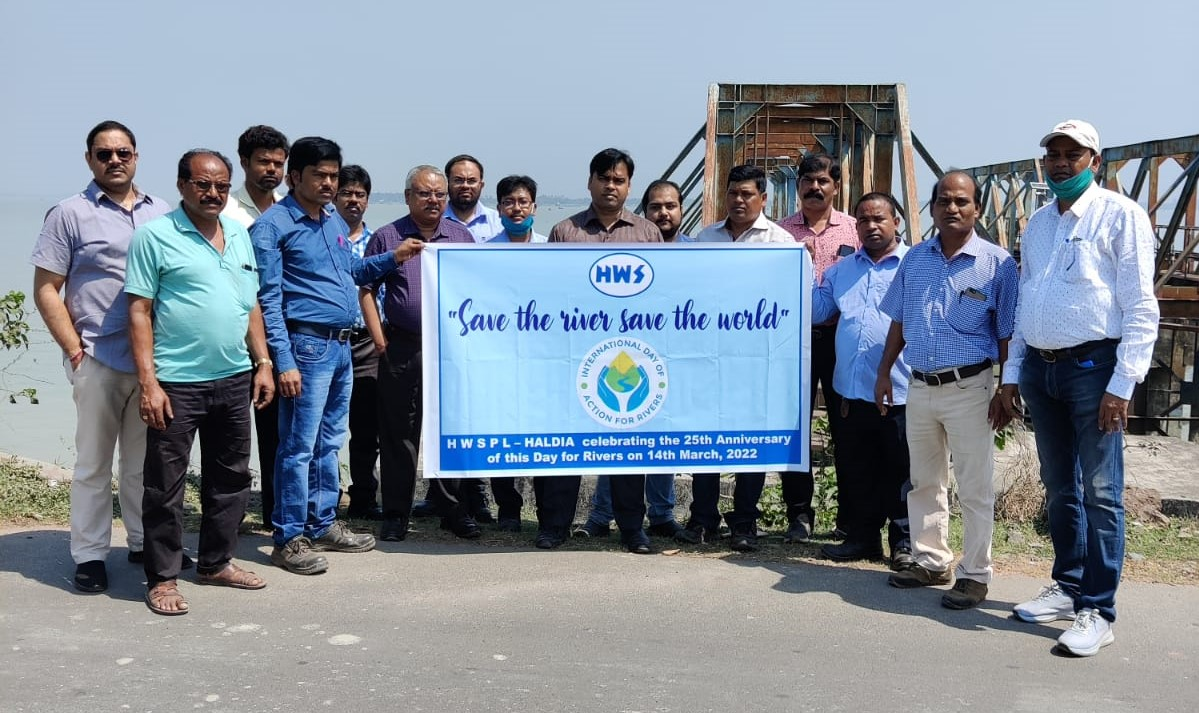 HWS
"Save the river save the world"
INTERNATIONAL DAY OF
ACTION FOR RIVERS
H W S P L – HALDIA celebrating the 25th Anniversary
of this Day for Rivers on 14th March, 2022